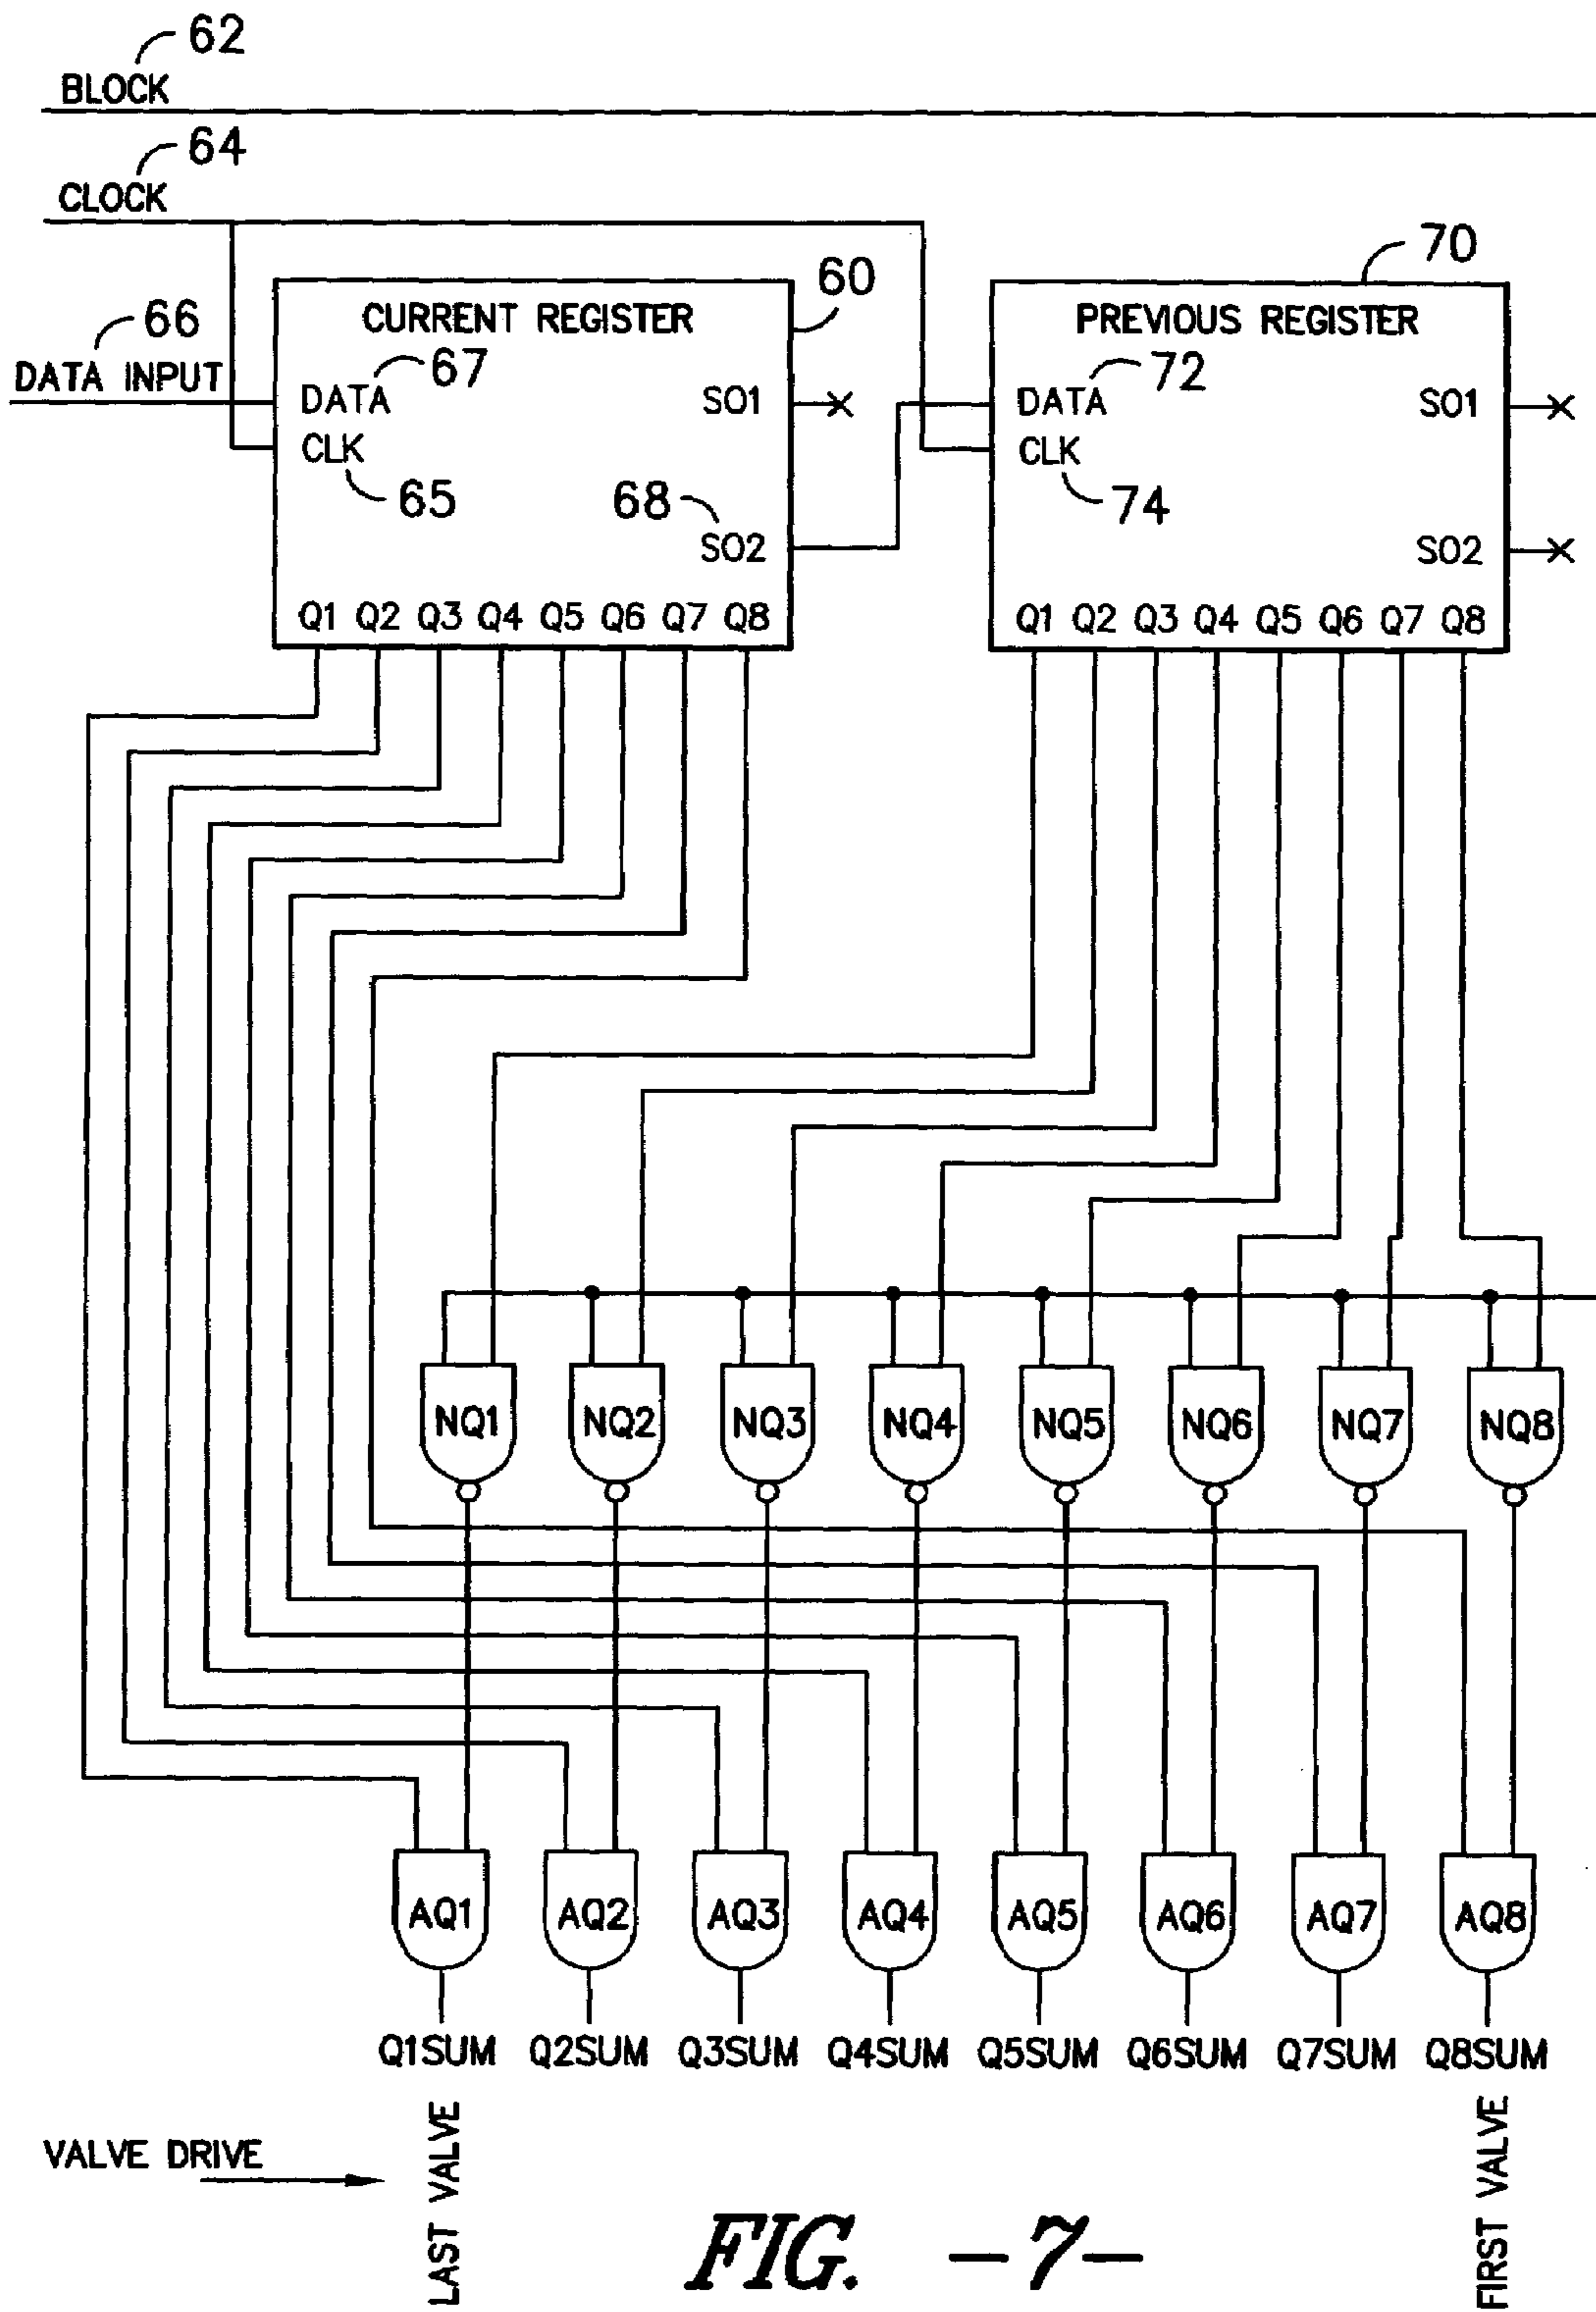 62
BLOCK
64
CLOCK
70
60
66
CURRENT REGISTER
PREVIOUS REGISTER
DATA INPUT
67
72
DATA
SO1
DATA
SO1
CLK
CLK
65
68
74
SO2
SO2
Q1 Q2 Q3 Q4 Q5 Q6 Q7 Q8
Q1 Q2 Q3 Q4 Q5 Q6 Q7 Q8
NQ1 NQ2 NQ3 NQ4 NQ5 NQ6 NQ7 NQ8
AQ1 AQ2 AQ3 AQ4 AQ5 AQ6 AQ7 AQ8
Q1SUM Q2SUM Q3SUM Q4SUM Q5SUM Q6SUM Q7SUM Q8SUM
VALVE DRIVE
LAST VALVE
FIRST VALVE
FIG. -7-